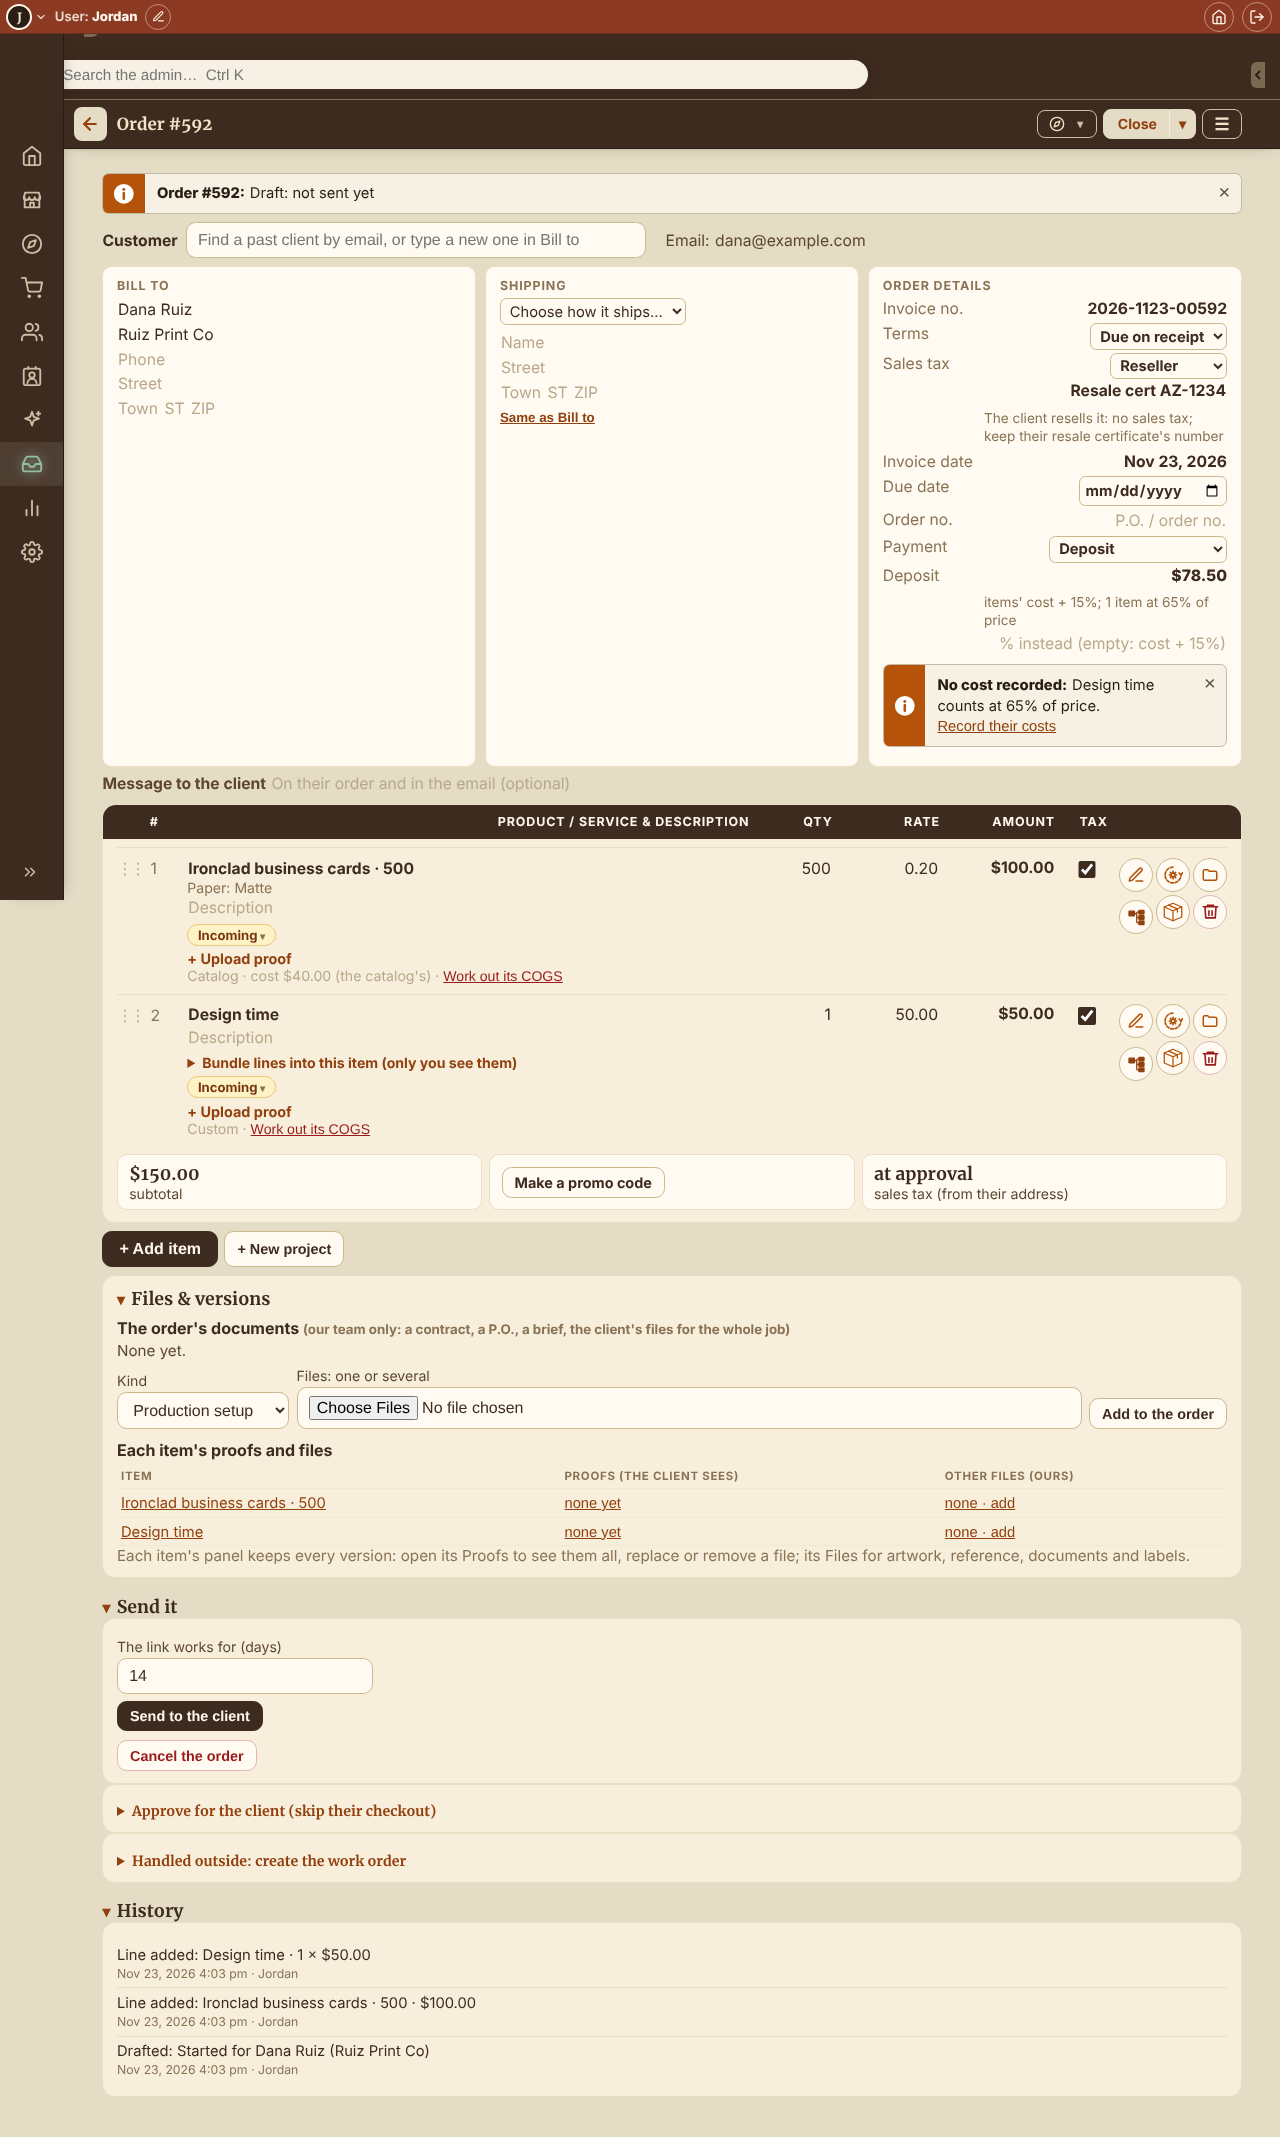 J
User: Jordan
Search the admin… Ctrl K
Order #592
Close
Order #592: Draft: not sent yet
Customer
Find a past client by email, or type a new one in Bill to
Email: dana@example.com
BILL TO
Dana Ruiz
Ruiz Print Co
Phone
Street
Town ST ZIP
SHIPPING
Choose how it ships...
Name
Street
Town ST ZIP
Same as Bill to
ORDER DETAILS
Invoice no. 2026-1123-00592
Terms Due on receipt
Sales tax Reseller
Resale cert AZ-1234
The client resells it: no sales tax;
keep their resale certificate's number
Invoice date Nov 23, 2026
Due date mm/dd/yyyy
Order no. P.O. / order no.
Payment Deposit
Deposit $78.50
items' cost + 15%; 1 item at 65% of
price
% instead (empty: cost + 15%)
No cost recorded: Design time
counts at 65% of price.
Record their costs
Message to the client On their order and in the email (optional)
# PRODUCT / SERVICE & DESCRIPTION QTY RATE AMOUNT TAX
1 Ironclad business cards · 500 500 0.20 $100.00
Paper: Matte
Description
Incoming
+ Upload proof
Catalog · cost $40.00 (the catalog's) · Work out its COGS
2 Design time 1 50.00 $50.00
Description
Bundle lines into this item (only you see them)
Incoming
+ Upload proof
Custom · Work out its COGS
$150.00
subtotal
Make a promo code
at approval
sales tax (from their address)
+ Add item
+ New project
Files & versions
The order's documents (our team only: a contract, a P.O., a brief, the client's files for the whole job)
None yet.
Kind
Production setup
Files: one or several
Choose Files No file chosen
Add to the order
Each item's proofs and files
ITEM PROOFS (THE CLIENT SEES) OTHER FILES (OURS)
Ironclad business cards · 500 none yet none · add
Design time none yet none · add
Each item's panel keeps every version: open its Proofs to see them all, replace or remove a file; its Files for artwork, reference, documents and labels.
Send it
The link works for (days)
14
Send to the client
Cancel the order
Approve for the client (skip their checkout)
Handled outside: create the work order
History
Line added: Design time · 1 × $50.00
Nov 23, 2026 4:03 pm · Jordan
Line added: Ironclad business cards · 500 · $100.00
Nov 23, 2026 4:03 pm · Jordan
Drafted: Started for Dana Ruiz (Ruiz Print Co)
Nov 23, 2026 4:03 pm · Jordan